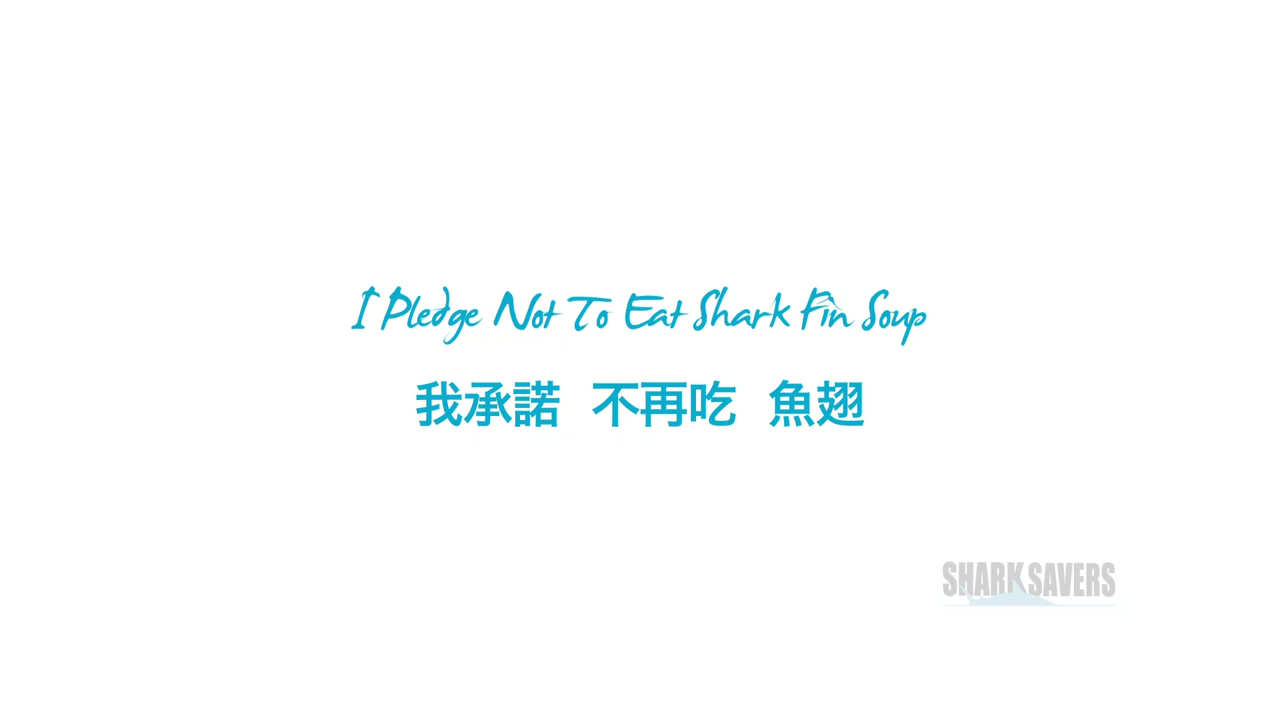 I Pledge Not To Eat Shark Fin Soup
我承諾 不再吃 魚翅
SHARK SAVERS